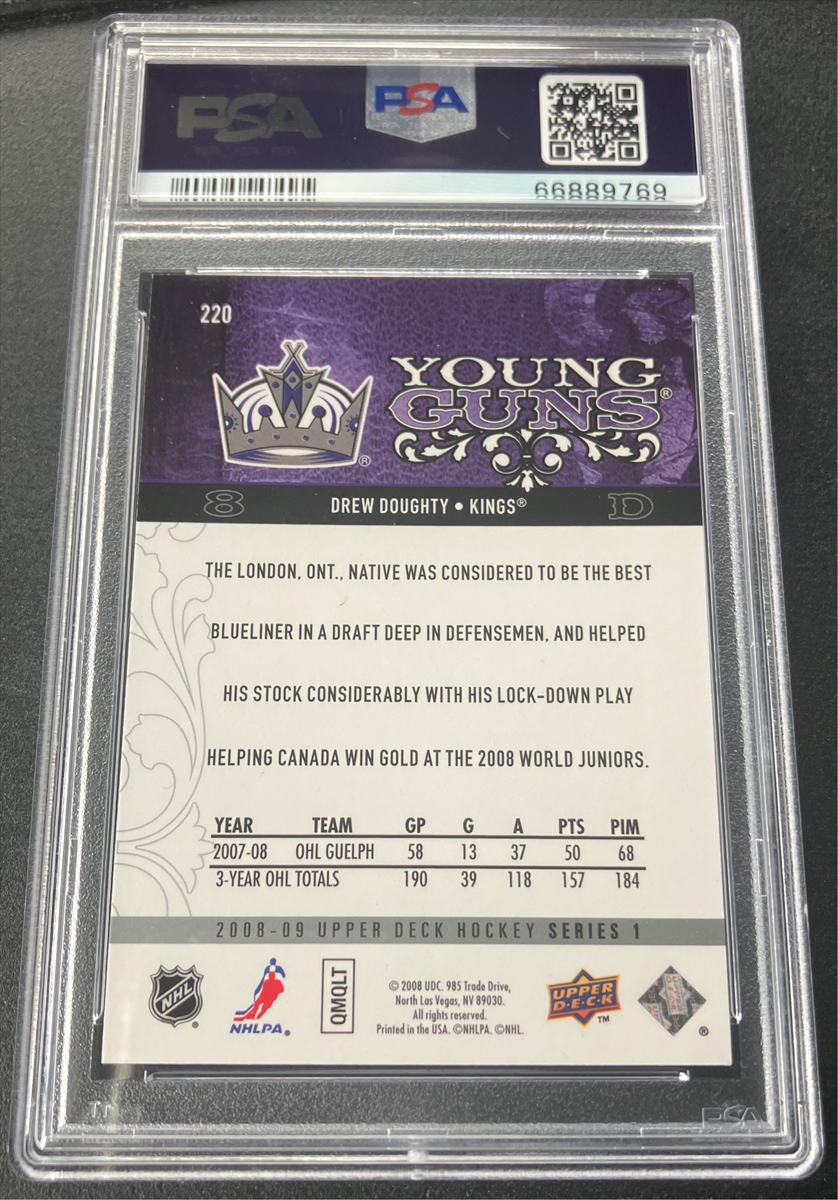 PSA
PSA
66889769
220
YOUNG
GUNS®
®
8 DREW DOUGHTY • KINGS® D
THE LONDON, ONT., NATIVE WAS CONSIDERED TO BE THE BEST
BLUELINER IN A DRAFT DEEP IN DEFENSEMEN, AND HELPED
HIS STOCK CONSIDERABLY WITH HIS LOCK-DOWN PLAY
HELPING CANADA WIN GOLD AT THE 2008 WORLD JUNIORS.
YEAR TEAM GP G A PTS PIM
2007-08 OHL GUELPH 58 13 37 50 68
3-YEAR OHL TOTALS 190 39 118 157 184
2008-09 UPPER DECK HOCKEY SERIES 1
NHL®
NHLPA®
QMQLT
© 2008 UDC. 985 Trade Drive,
North Las Vegas, NV 89030.
All rights reserved.
Printed in the USA. ©NHLPA. ©NHL.
UPPER
D·E·C·K
TM
®
PSA